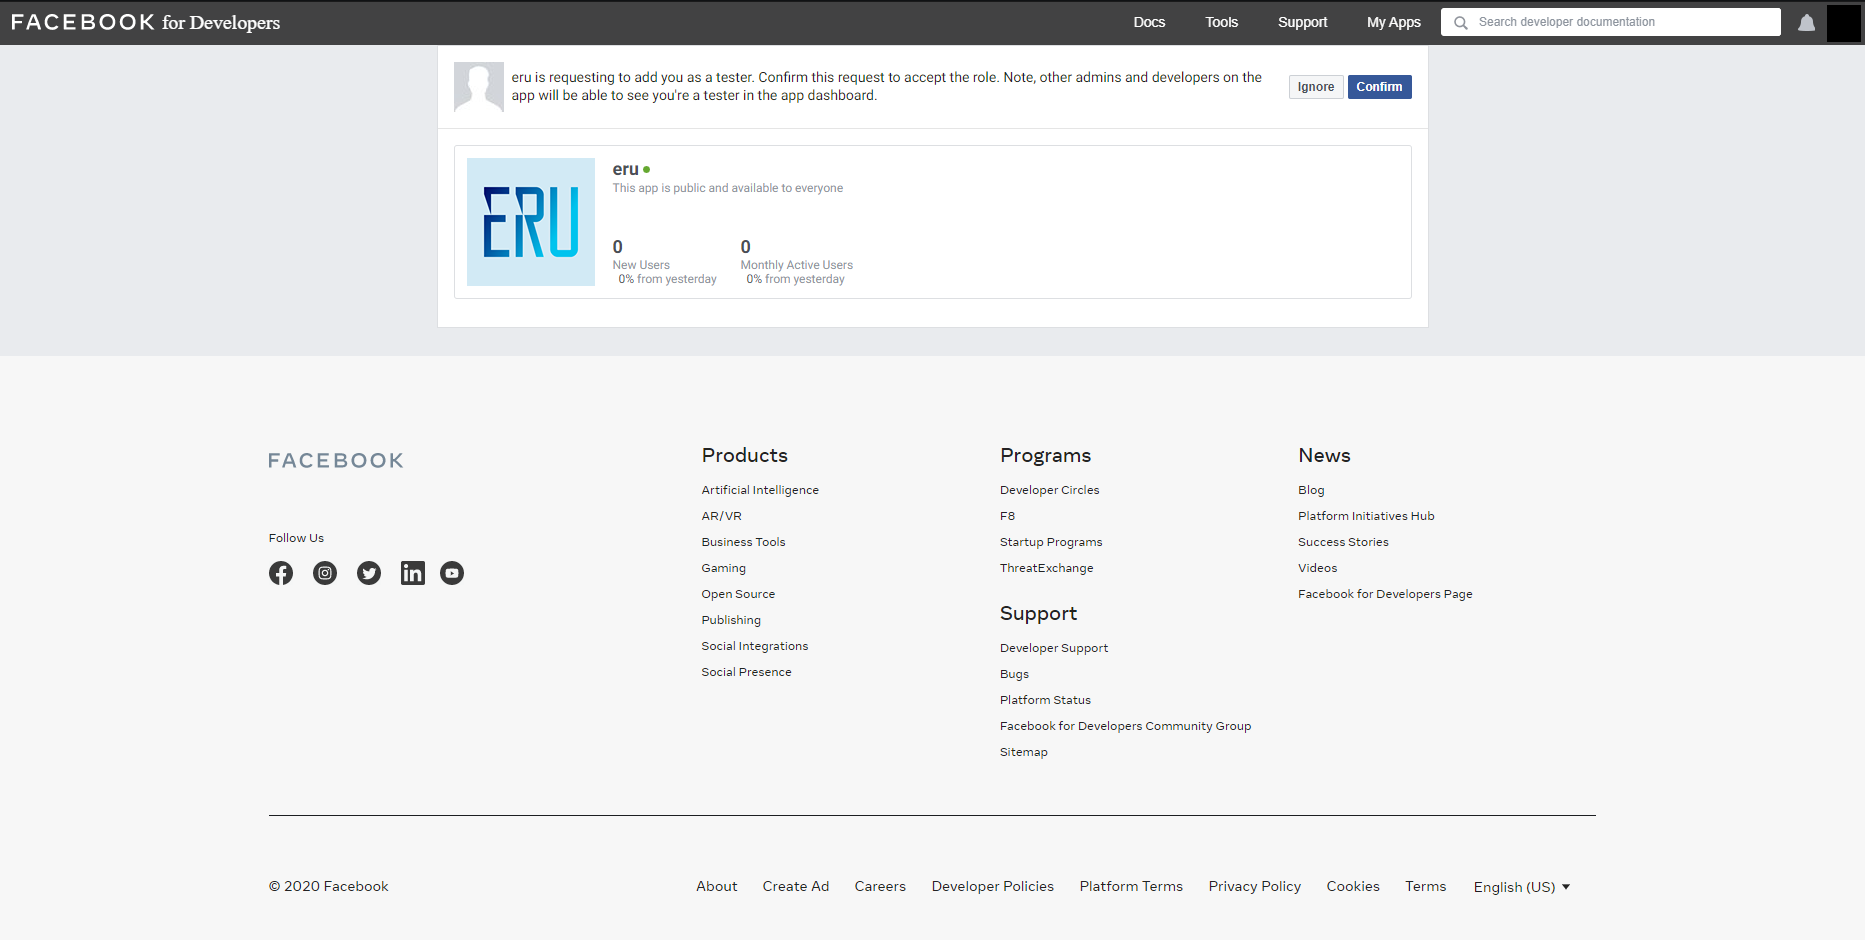 FACEBOOK for Developers
Docs
Tools
Support
My Apps
Search developer documentation
eru is requesting to add you as a tester. Confirm this request to accept the role. Note, other admins and developers on the
app will be able to see you're a tester in the app dashboard.
Ignore
Confirm
ERU
eru
This app is public and available to everyone
0
New Users
0% from yesterday
0
Monthly Active Users
0% from yesterday
FACEBOOK
Follow Us
Products
Artificial Intelligence
AR/VR
Business Tools
Gaming
Open Source
Publishing
Social Integrations
Social Presence
Programs
Developer Circles
F8
Startup Programs
ThreatExchange
Support
Developer Support
Bugs
Platform Status
Facebook for Developers Community Group
Sitemap
News
Blog
Platform Initiatives Hub
Success Stories
Videos
Facebook for Developers Page
© 2020 Facebook
About
Create Ad
Careers
Developer Policies
Platform Terms
Privacy Policy
Cookies
Terms
English (US)